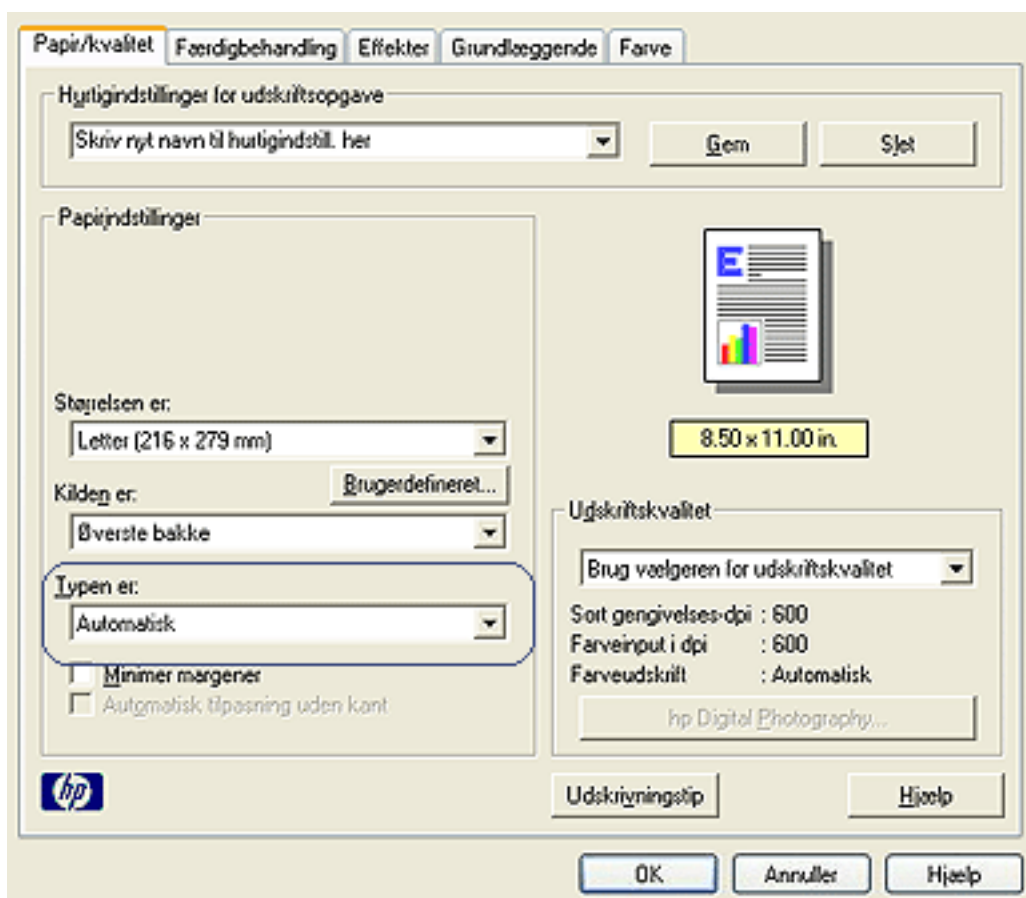 Papir/kvalitet Færdigbehandling Effekter Grundlæggende Farve
Hurtigindstillinger for udskriftsopgave
Skriv nyt navn til hurtigindstill. her Gem Slet
Papirindstillinger
E
Størrelsen er:
Letter (216 x 279 mm)
8.50 x 11.00 in.
Brugerdefineret...
Kilden er:
Øverste bakke
Udskriftskvalitet
Brug vælgeren for udskriftskvalitet
Typen er:
Automatisk
Sort gengivelses-dpi : 600
Farveinput i dpi : 600
Farveudskrift : Automatisk
Minimer margener
Automatisk tilpasning uden kant
hp Digital Photography...
hp
Udskrivningstip Hjælp
OK Annuller Hjælp